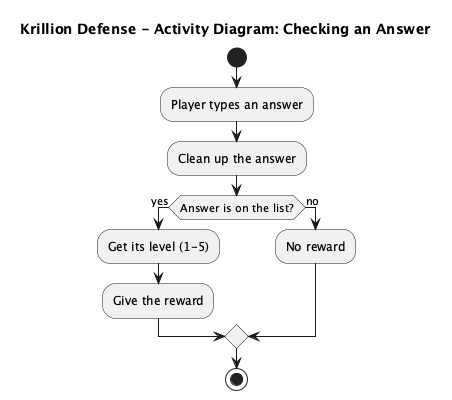 Krillion Defense - Activity Diagram: Checking an Answer
Player types an answer
Clean up the answer
yes
Answer is on the list?
no
Get its level (1-5)
No reward
Give the reward